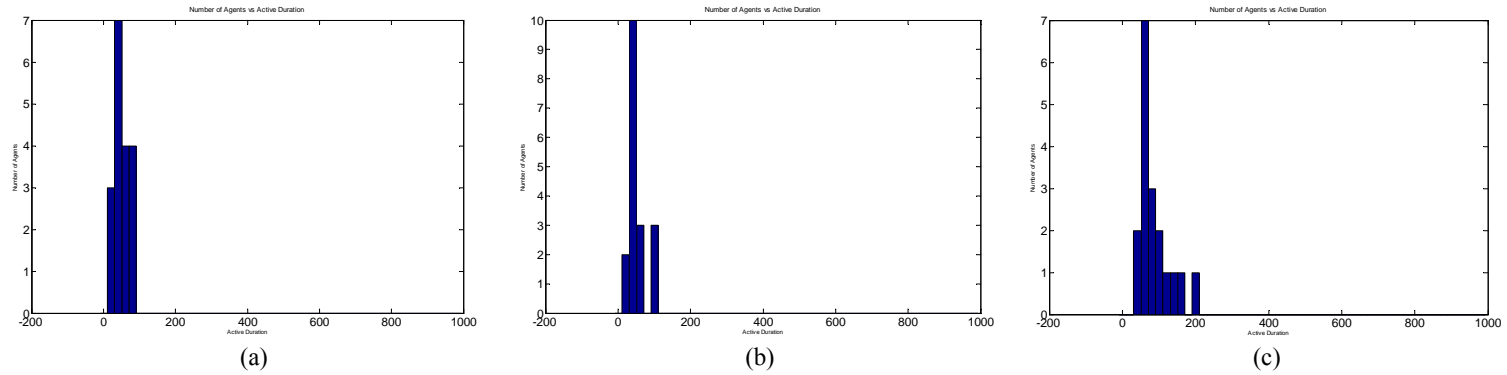 Number of Agents vs Active Duration
7
6
5
4
3
2
1
0
Number of Agents
-200 0 200 400 600 800 1000
Active Duration
(a)
Number of Agents vs Active Duration
10
9
8
7
6
5
4
3
2
1
0
Number of Agents
-200 0 200 400 600 800 1000
Active Duration
(b)
Number of Agents vs Active Duration
7
6
5
4
3
2
1
0
Number of Agents
-200 0 200 400 600 800 1000
Active Duration
(c)